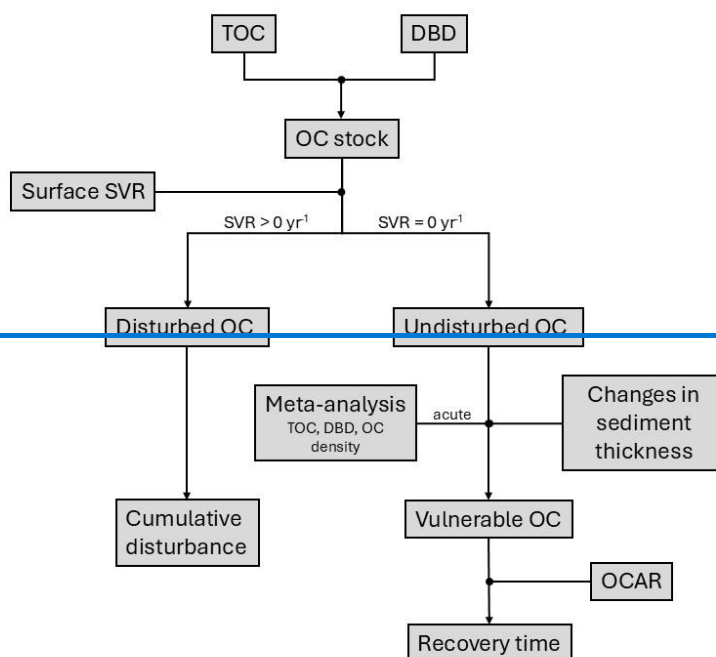 TOC
DBD
OC stock
Surface SVR
SVR > 0 yr⁻¹
SVR = 0 yr⁻¹
Disturbed OC
Undisturbed OC
Meta-analysis
TOC, DBD, OC
density
acute
Changes in
sediment
thickness
Cumulative
disturbance
Vulnerable OC
OCAR
Recovery time